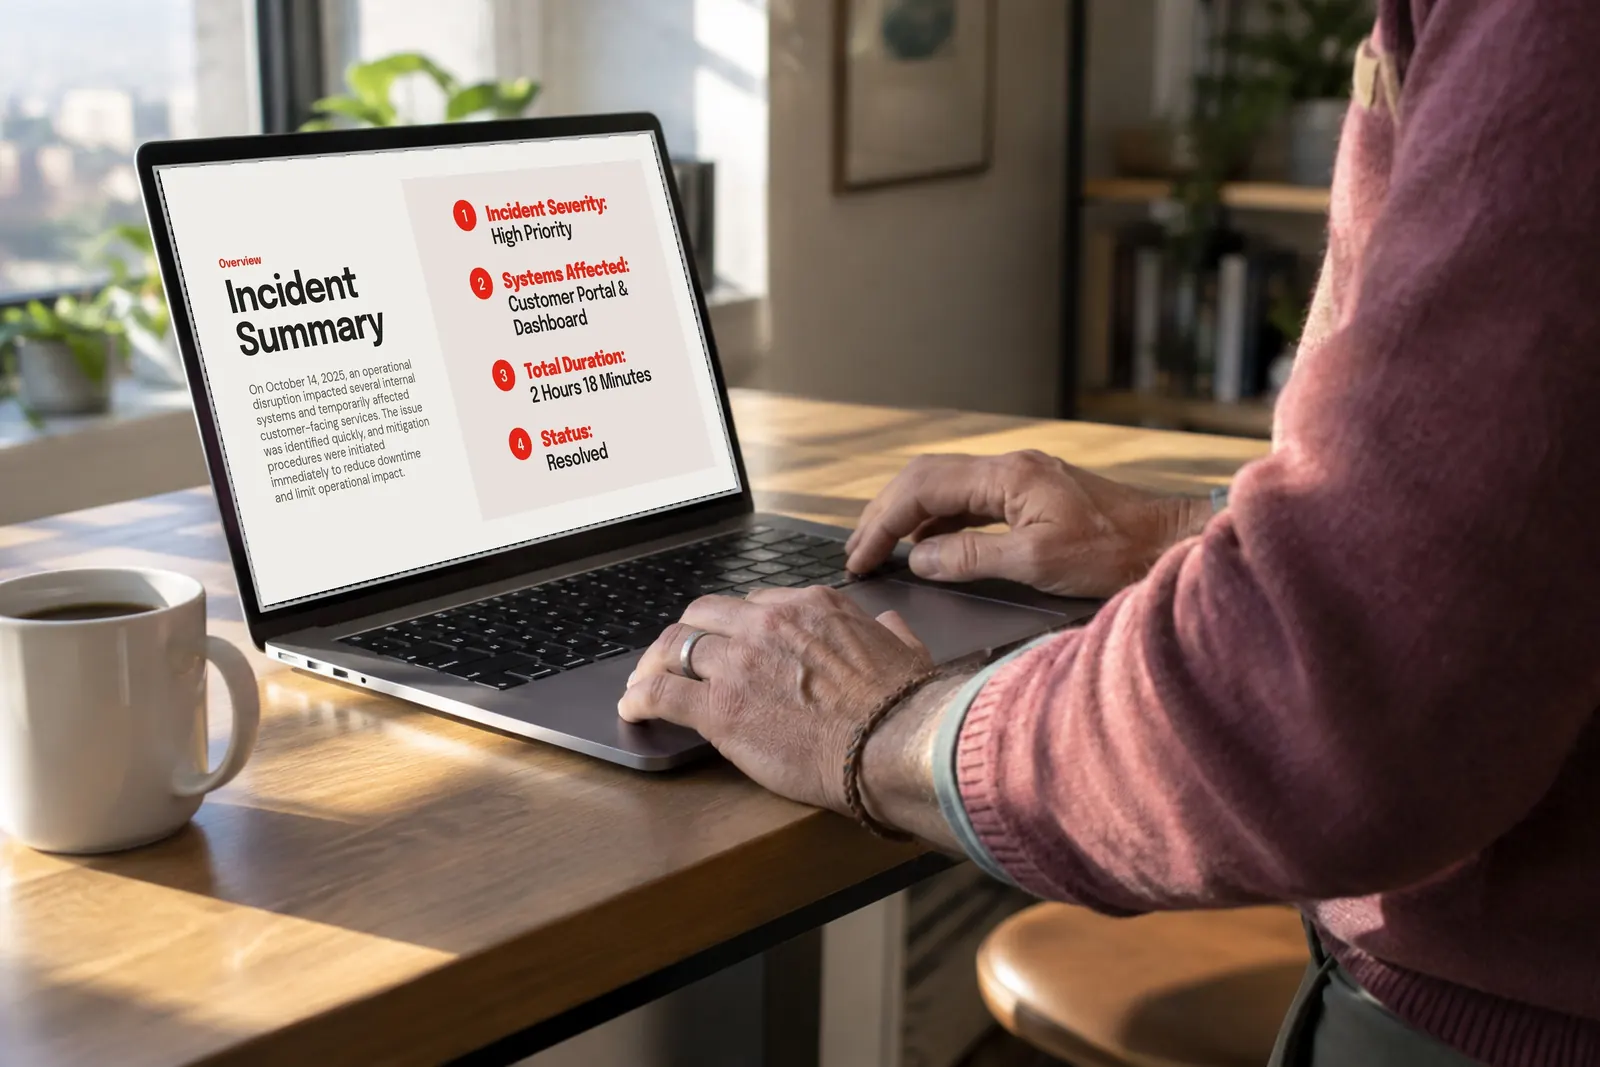 Overview
Incident
Summary
On October 14, 2025, an operational
disruption impacted several internal
systems and temporarily affected
customer-facing services. The issue
was identified quickly, and mitigation
procedures were initiated
immediately to reduce downtime
and limit operational impact.
1 Incident Severity:
High Priority
2 Systems Affected:
Customer Portal &
Dashboard
3 Total Duration:
2 Hours 18 Minutes
4 Status:
Resolved